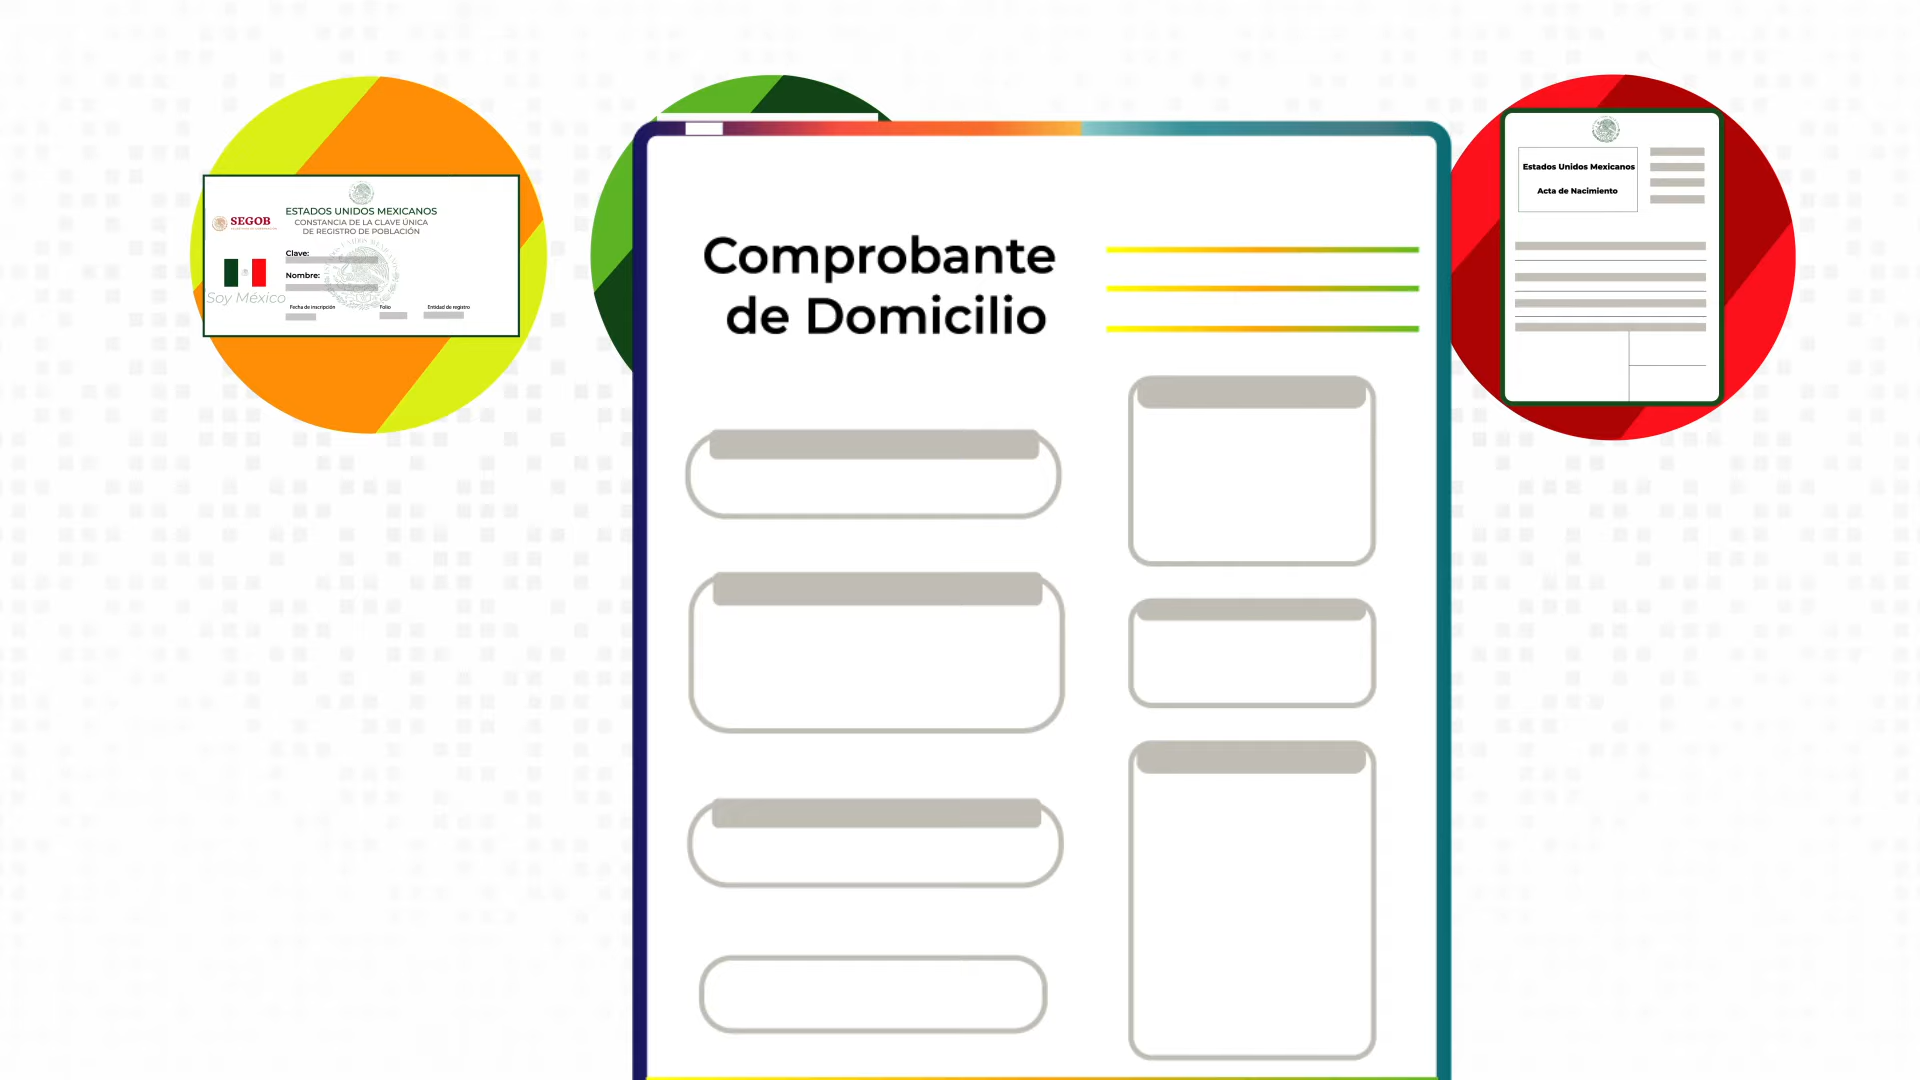 ESTADOS UNIDOS MEXICANOS
SEGOB
CONSTANCIA DE LA CLAVE ÚNICA
DE REGISTRO DE POBLACIÓN
Clave:
Nombre:
Soy México
Fecha de inscripción
Folio
Entidad de registro
Comprobante
de Domicilio
Estados Unidos Mexicanos
Acta de Nacimiento